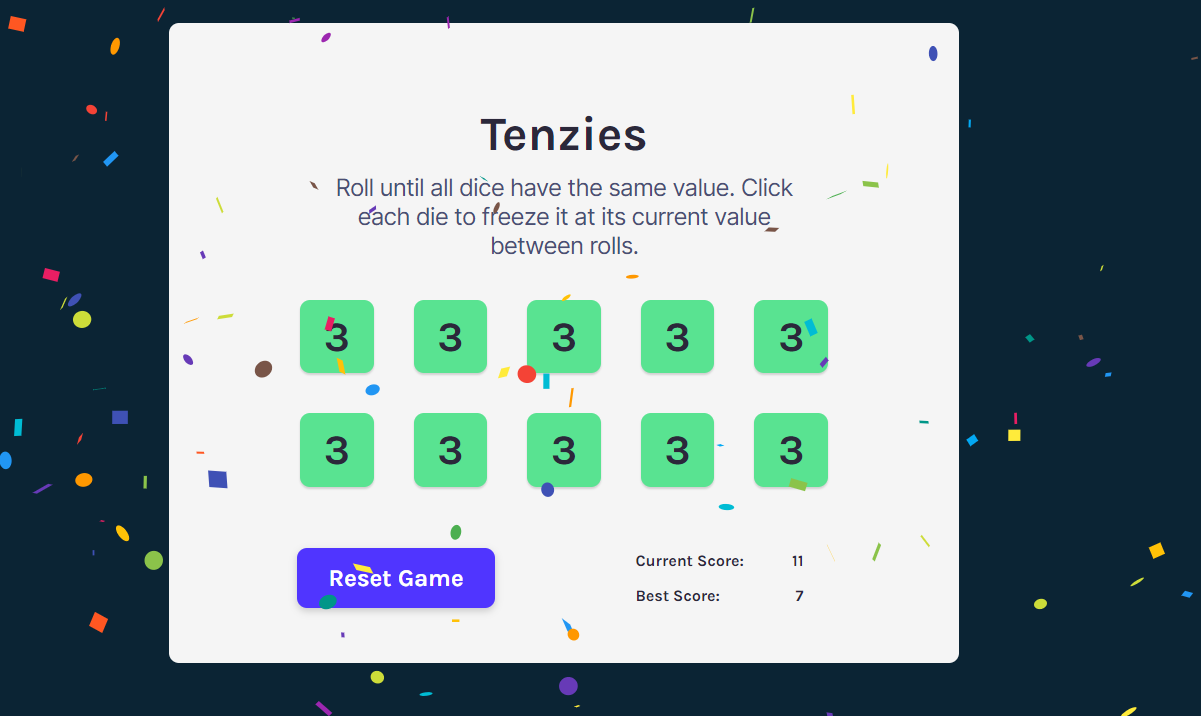 Tenzies
Roll until all dice have the same value. Click
each die to freeze it at its current value
between rolls.
3 3 3 3 3
3 3 3 3 3
Reset Game
Current Score: 11
Best Score: 7